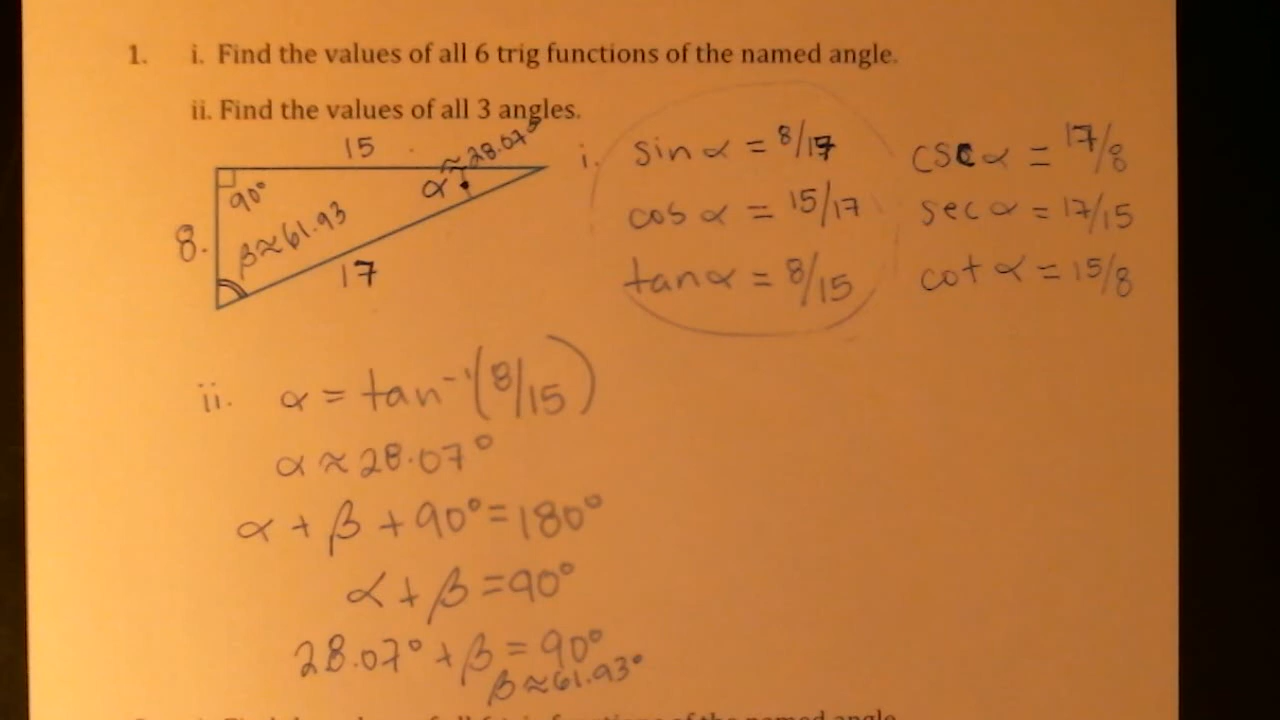 1. i. Find the values of all 6 trig functions of the named angle.
ii. Find the values of all 3 angles.
15
α ≈ 28.07°
90°
8.
β ≈ 61.93
17
i. sin α = 8/17 csc α = 17/8
cos α = 15/17 sec α = 17/15
tan α = 8/15 cot α = 15/8
ii. α = tan⁻¹(8/15)
α ≈ 28.07°
α + β + 90° = 180°
α + β = 90°
28.07° + β = 90°
β ≈ 61.93°